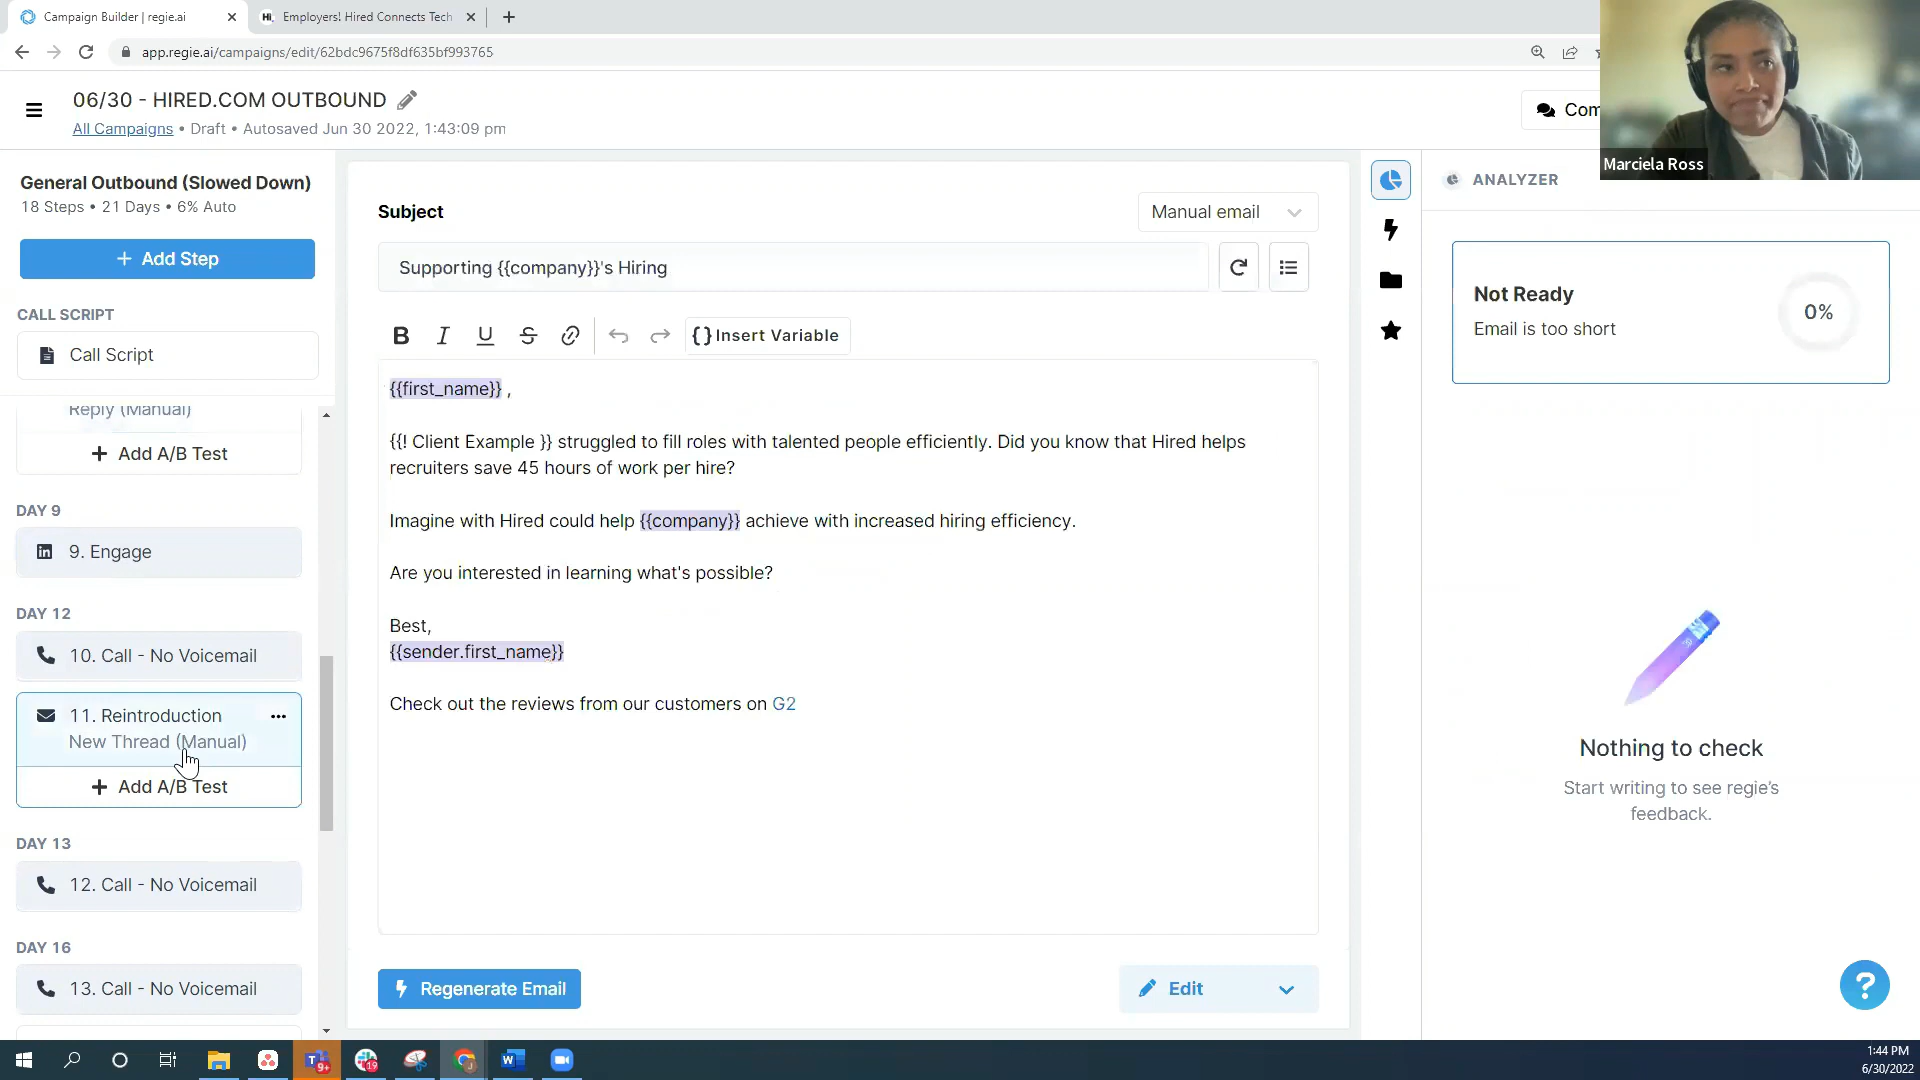 Campaign Builder | regie.ai
Employers! Hired Connects Tech
app.regie.ai/campaigns/edit/62bdc9675f8df635bf993765
06/30 - HIRED.COM OUTBOUND
All Campaigns • Draft • Autosaved Jun 30 2022, 1:43:09 pm
Com
Marciela Ross
General Outbound (Slowed Down)
18 Steps • 21 Days • 6% Auto
+ Add Step
CALL SCRIPT
Call Script
Reply (Manual)
+ Add A/B Test
DAY 9
9. Engage
DAY 12
10. Call - No Voicemail
11. Reintroduction
New Thread (Manual)
+ Add A/B Test
DAY 13
12. Call - No Voicemail
DAY 16
13. Call - No Voicemail
Subject
Manual email
Supporting {{company}}'s Hiring
B I U S {} Insert Variable
{{first_name}} ,
{{! Client Example }} struggled to fill roles with talented people efficiently. Did you know that Hired helps
recruiters save 45 hours of work per hire?
Imagine with Hired could help {{company}} achieve with increased hiring efficiency.
Are you interested in learning what's possible?
Best,
{{sender.first_name}}
Check out the reviews from our customers on G2
Regenerate Email
Edit
ANALYZER
Not Ready
Email is too short
0%
Nothing to check
Start writing to see regie's
feedback.
?
1:44 PM
6/30/2022